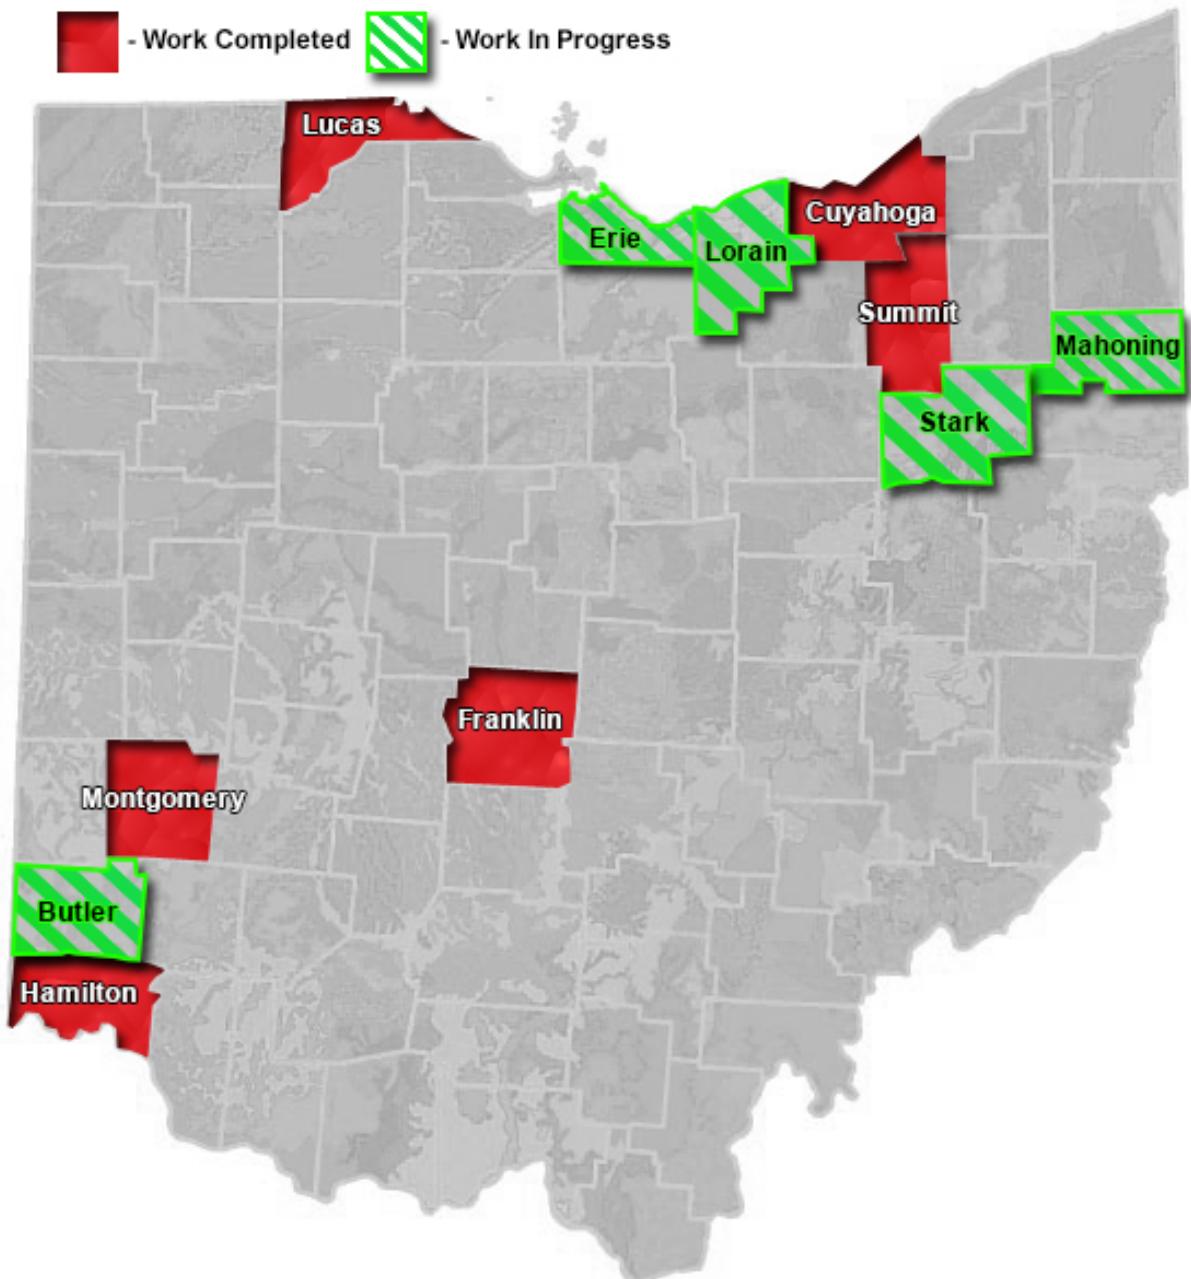 - Work Completed - Work In Progress
Lucas
Cuyahoga
Erie
Lorain
Summit
Mahoning
Stark
Franklin
Montgomery
Butler
Hamilton